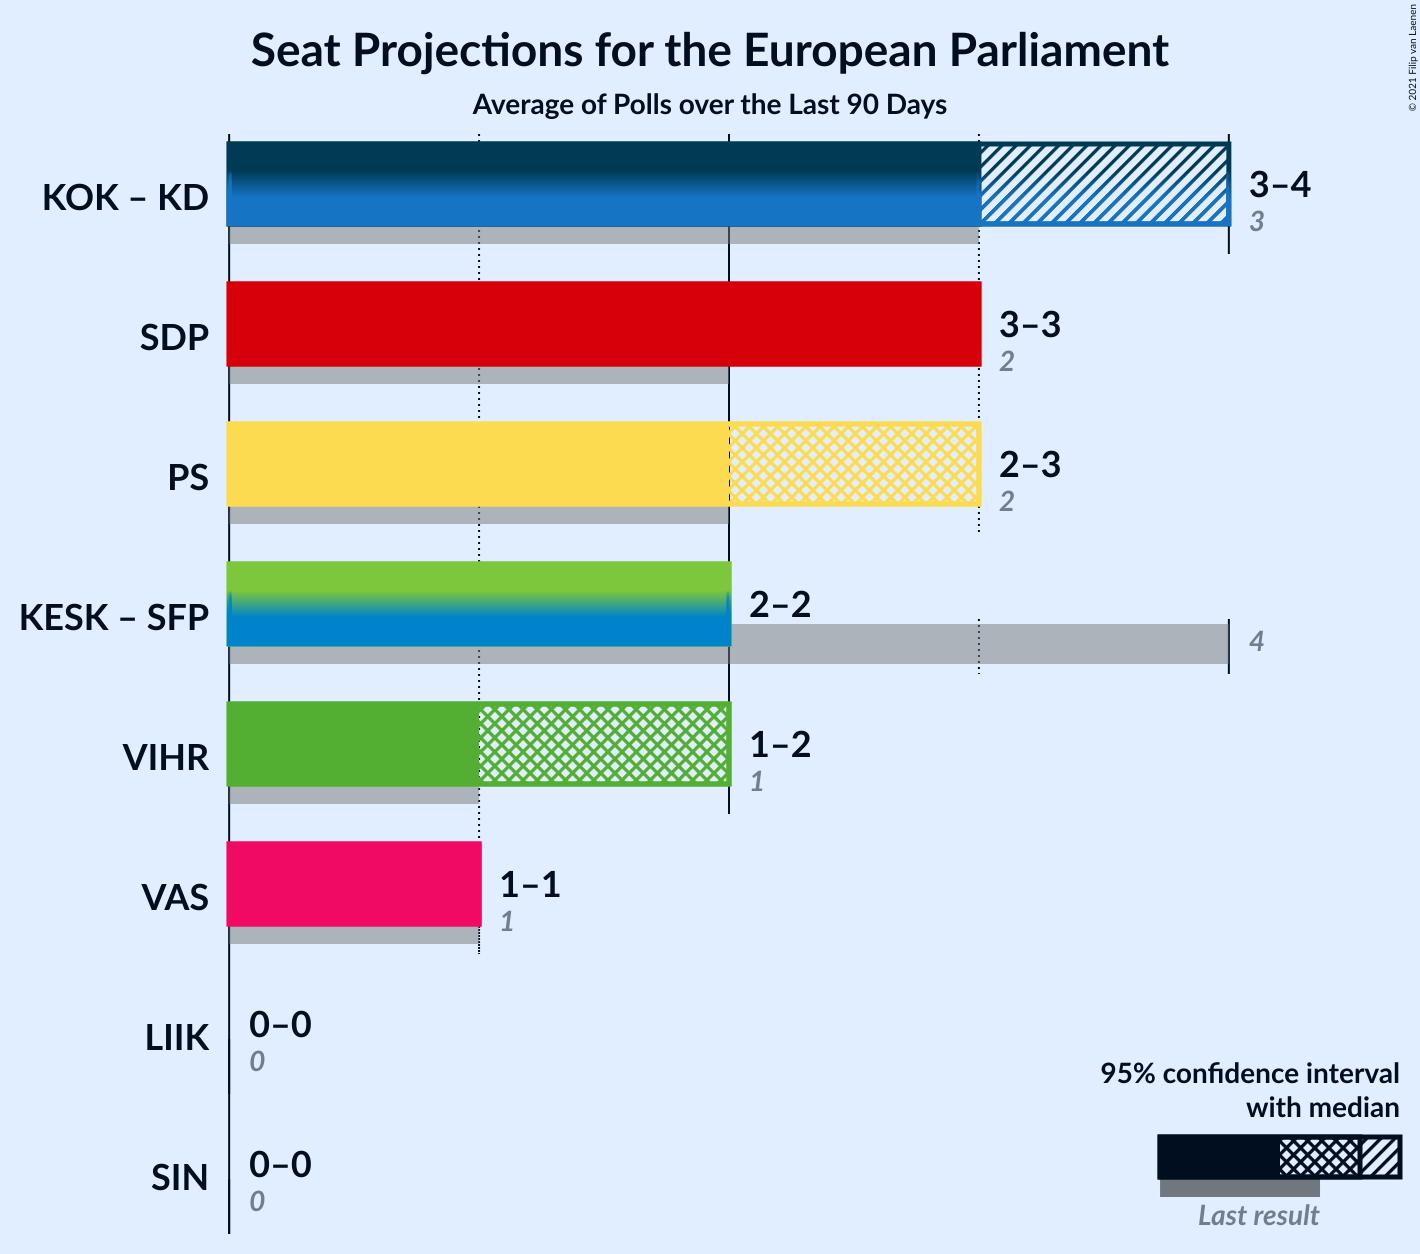 Seat Projections for the European Parliament
Average of Polls over the Last 90 Days
© 2021 Filip van Laenen
KOK – KD
3–4
3
SDP
3–3
2
PS
2–3
2
KESK – SFP
2–2
4
VIHR
1–2
1
VAS
1–1
1
LIIK
0–0
0
SIN
0–0
0
95% confidence interval
with median
Last result